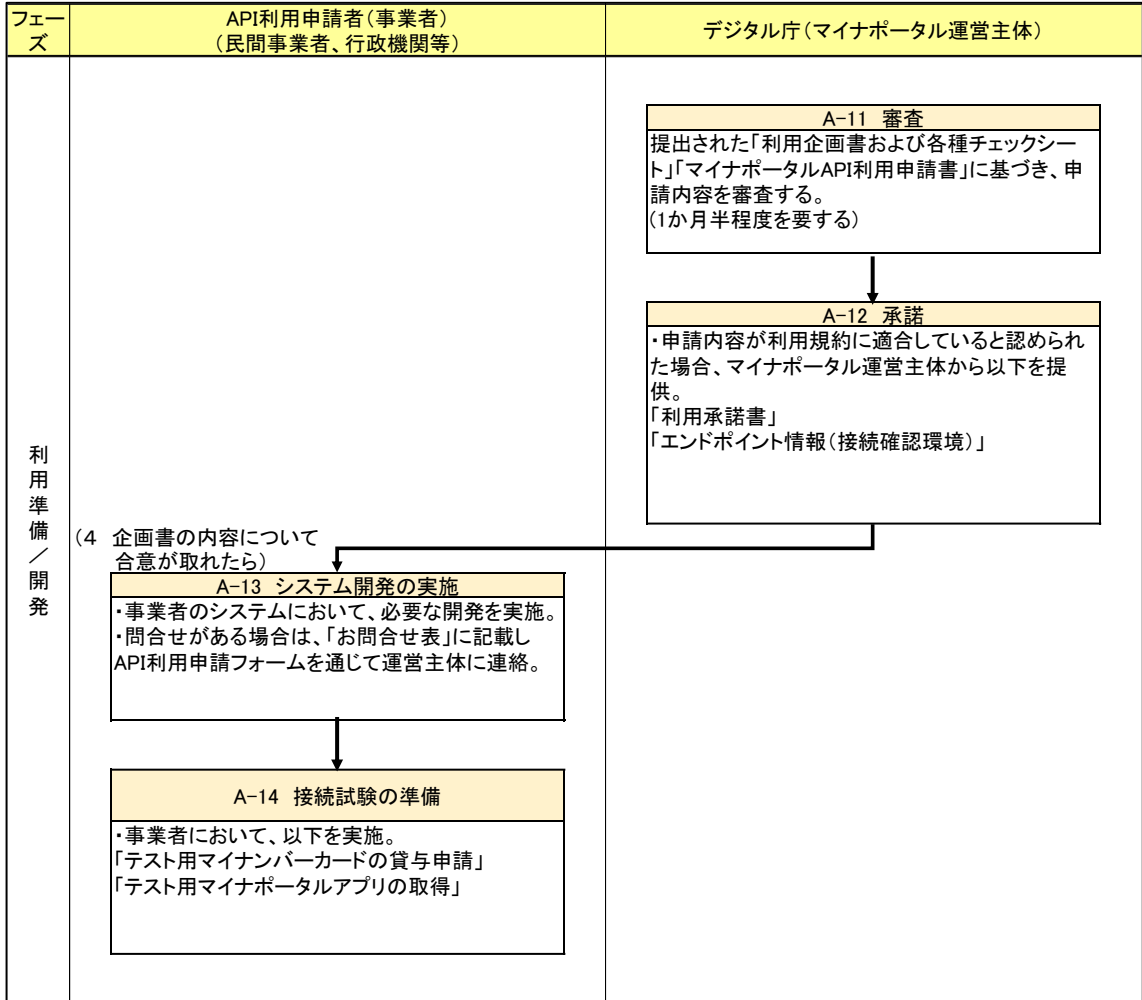 フェー
ズ
API利用申請者(事業者)
(民間事業者、行政機関等)
デジタル庁(マイナポータル運営主体)
A-11 審査
提出された「利用企画書および各種チェックシー
ト」「マイナポータルAPI利用申請書」に基づき、申
請内容を審査する。
(1か月半程度を要する)
A-12 承諾
・申請内容が利用規約に適合していると認められ
た場合、マイナポータル運営主体から以下を提
供。
「利用承諾書」
「エンドポイント情報(接続確認環境)」
利用準備／開発
(4 企画書の内容について
合意が取れたら)
A-13 システム開発の実施
・事業者のシステムにおいて、必要な開発を実施。
・問合せがある場合は、「お問合せ表」に記載し
API利用申請フォームを通じて運営主体に連絡。
A-14 接続試験の準備
・事業者において、以下を実施。
「テスト用マイナンバーカードの貸与申請」
「テスト用マイナポータルアプリの取得」